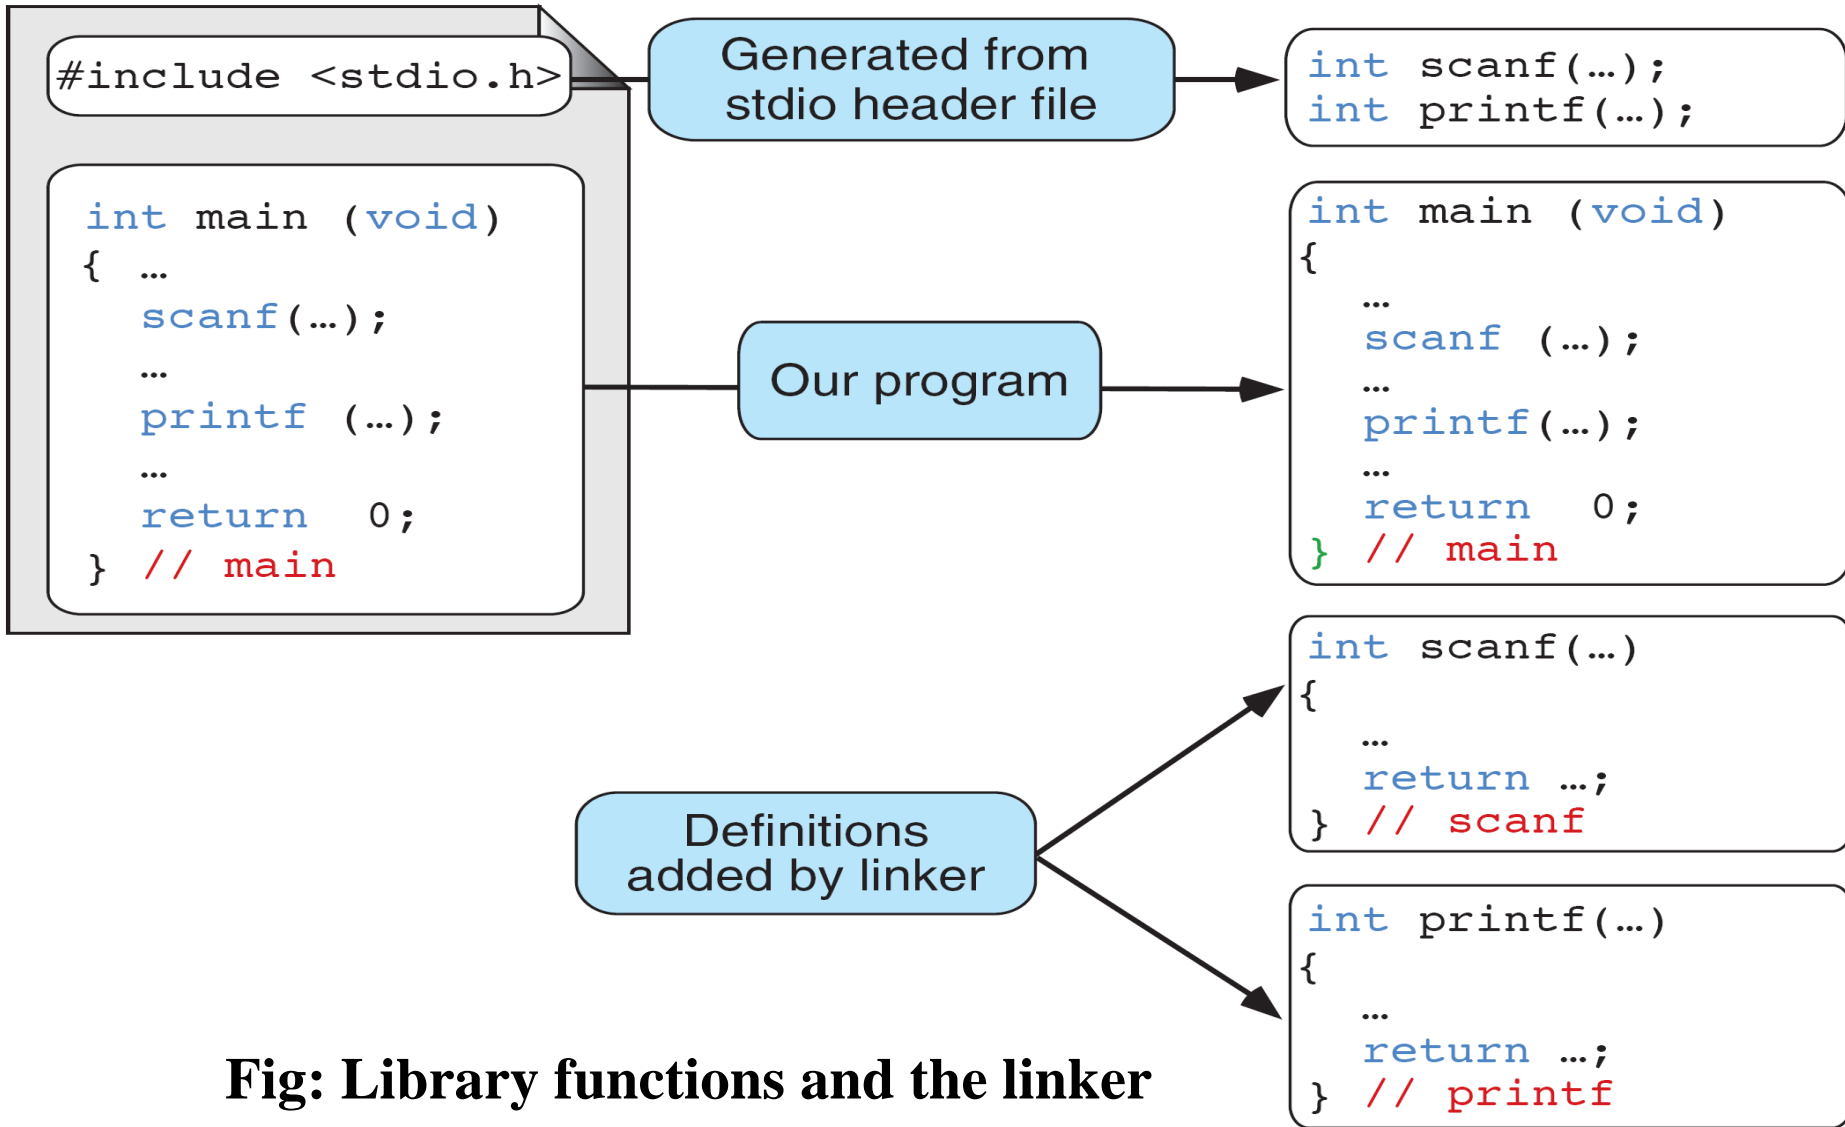 #include <stdio.h>
int main (void)
{ …
scanf(…);
…
printf (…);
…
return 0;
} // main
Generated from
stdio header file
int scanf(…);
int printf(…);
Our program
int main (void)
{
…
scanf (…);
…
printf(…);
…
return 0;
} // main
Definitions
added by linker
int scanf(…)
{
…
return …;
} // scanf
int printf(…)
{
…
return …;
} // printf
Fig: Library functions and the linker